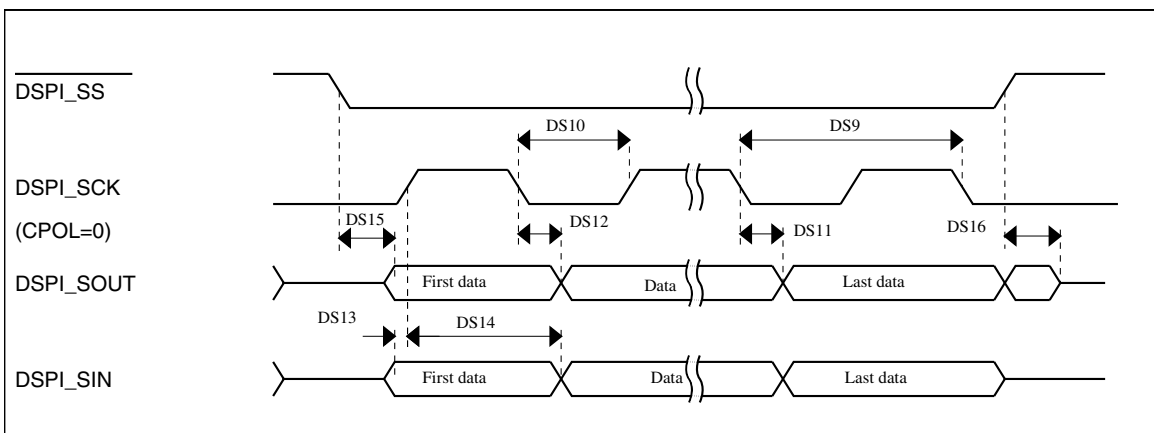 DSPI_SS
DS10
DS9
DSPI_SCK
DS15
DS12
DS11
DS16
(CPOL=0)
DSPI_SOUT
First data
Data
Last data
DS13
DS14
DSPI_SIN
First data
Data
Last data